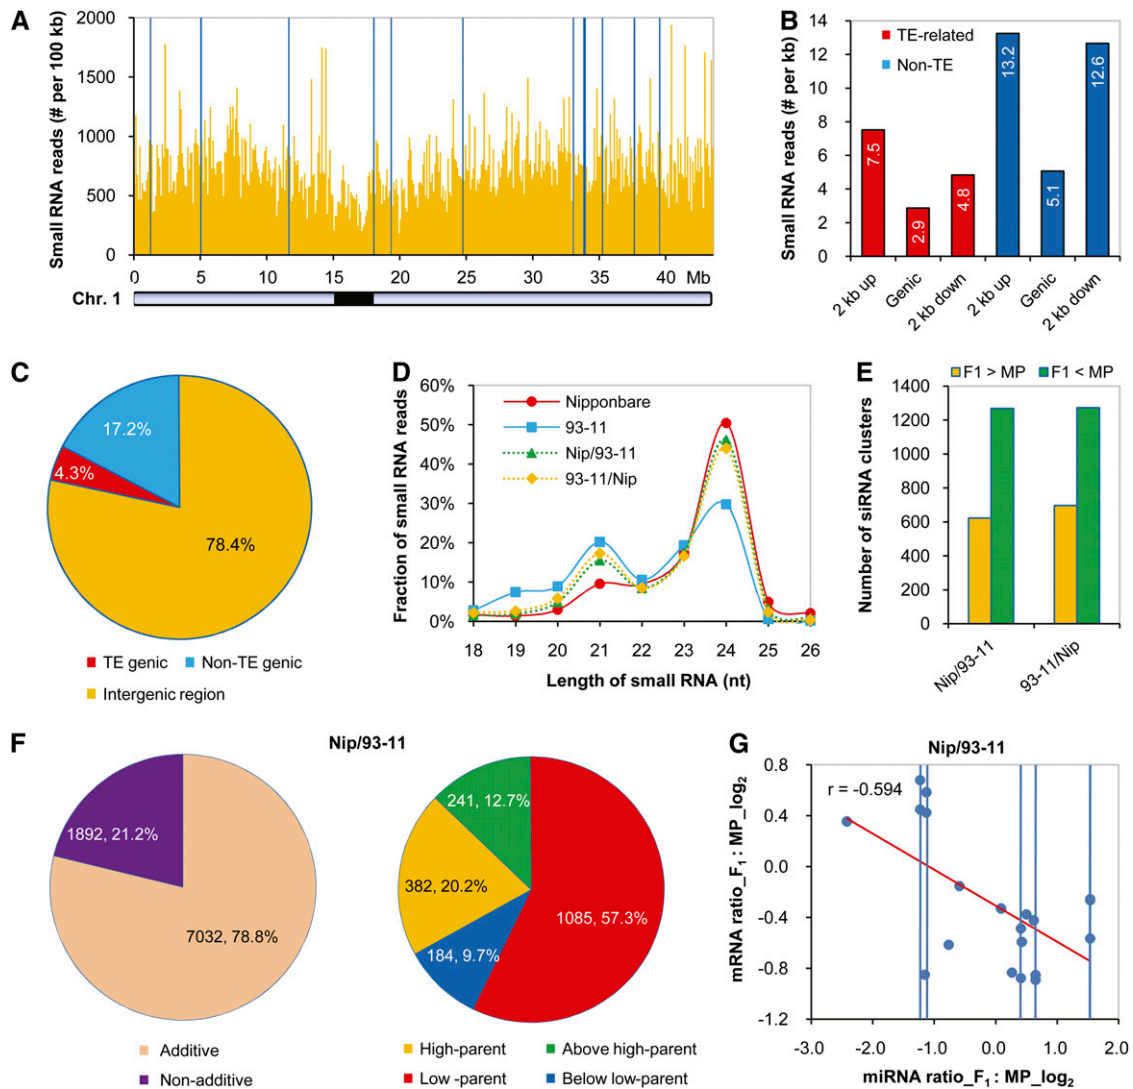 A
Small RNA reads (# per 100 kb)
2000
1500
1000
500
0
0 5 10 15 20 25 30 35 40 Mb
Chr. 1
B
Small RNA reads (# per kb)
14
12
10
8
6
4
2
0
TE-related
Non-TE
7.5
2.9
4.8
13.2
5.1
12.6
2 kb up
Genic
2 kb down
2 kb up
Genic
2 kb down
C
17.2%
4.3%
78.4%
TE genic
Non-TE genic
Intergenic region
D
Fraction of small RNA reads
60%
50%
40%
30%
20%
10%
0%
Nipponbare
93-11
Nip/93-11
93-11/Nip
18 19 20 21 22 23 24 25 26
Length of small RNA (nt)
E
F1 > MP
F1 < MP
Number of siRNA clusters
1400
1200
1000
800
600
400
200
0
Nip/93-11
93-11/Nip
F
Nip/93-11
1892, 21.2%
7032, 78.8%
Additive
Non-additive
241, 12.7%
382, 20.2%
1085, 57.3%
184, 9.7%
High-parent
Above high-parent
Low -parent
Below low-parent
G
Nip/93-11
r = -0.594
mRNA ratio_F1 : MP_log2
0.8
0.4
0.0
-0.4
-0.8
-1.2
-3.0 -2.0 -1.0 0.0 1.0 2.0
miRNA ratio_F1 : MP_log2